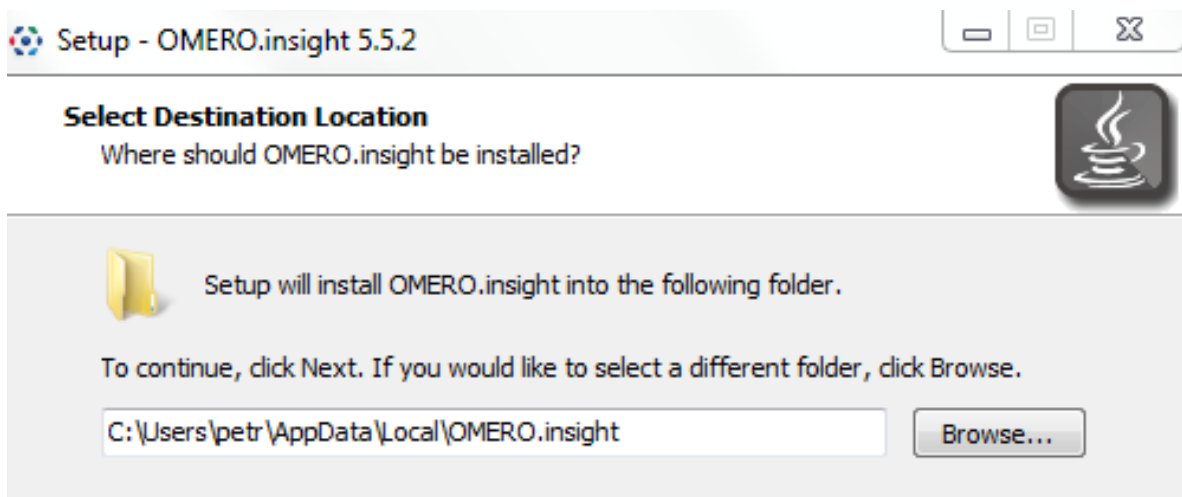 Setup - OMERO.insight 5.5.2
Select Destination Location
Where should OMERO.insight be installed?
Setup will install OMERO.insight into the following folder.
To continue, click Next. If you would like to select a different folder, click Browse.
C:\Users\petr\AppData\Local\OMERO.insight
Browse...